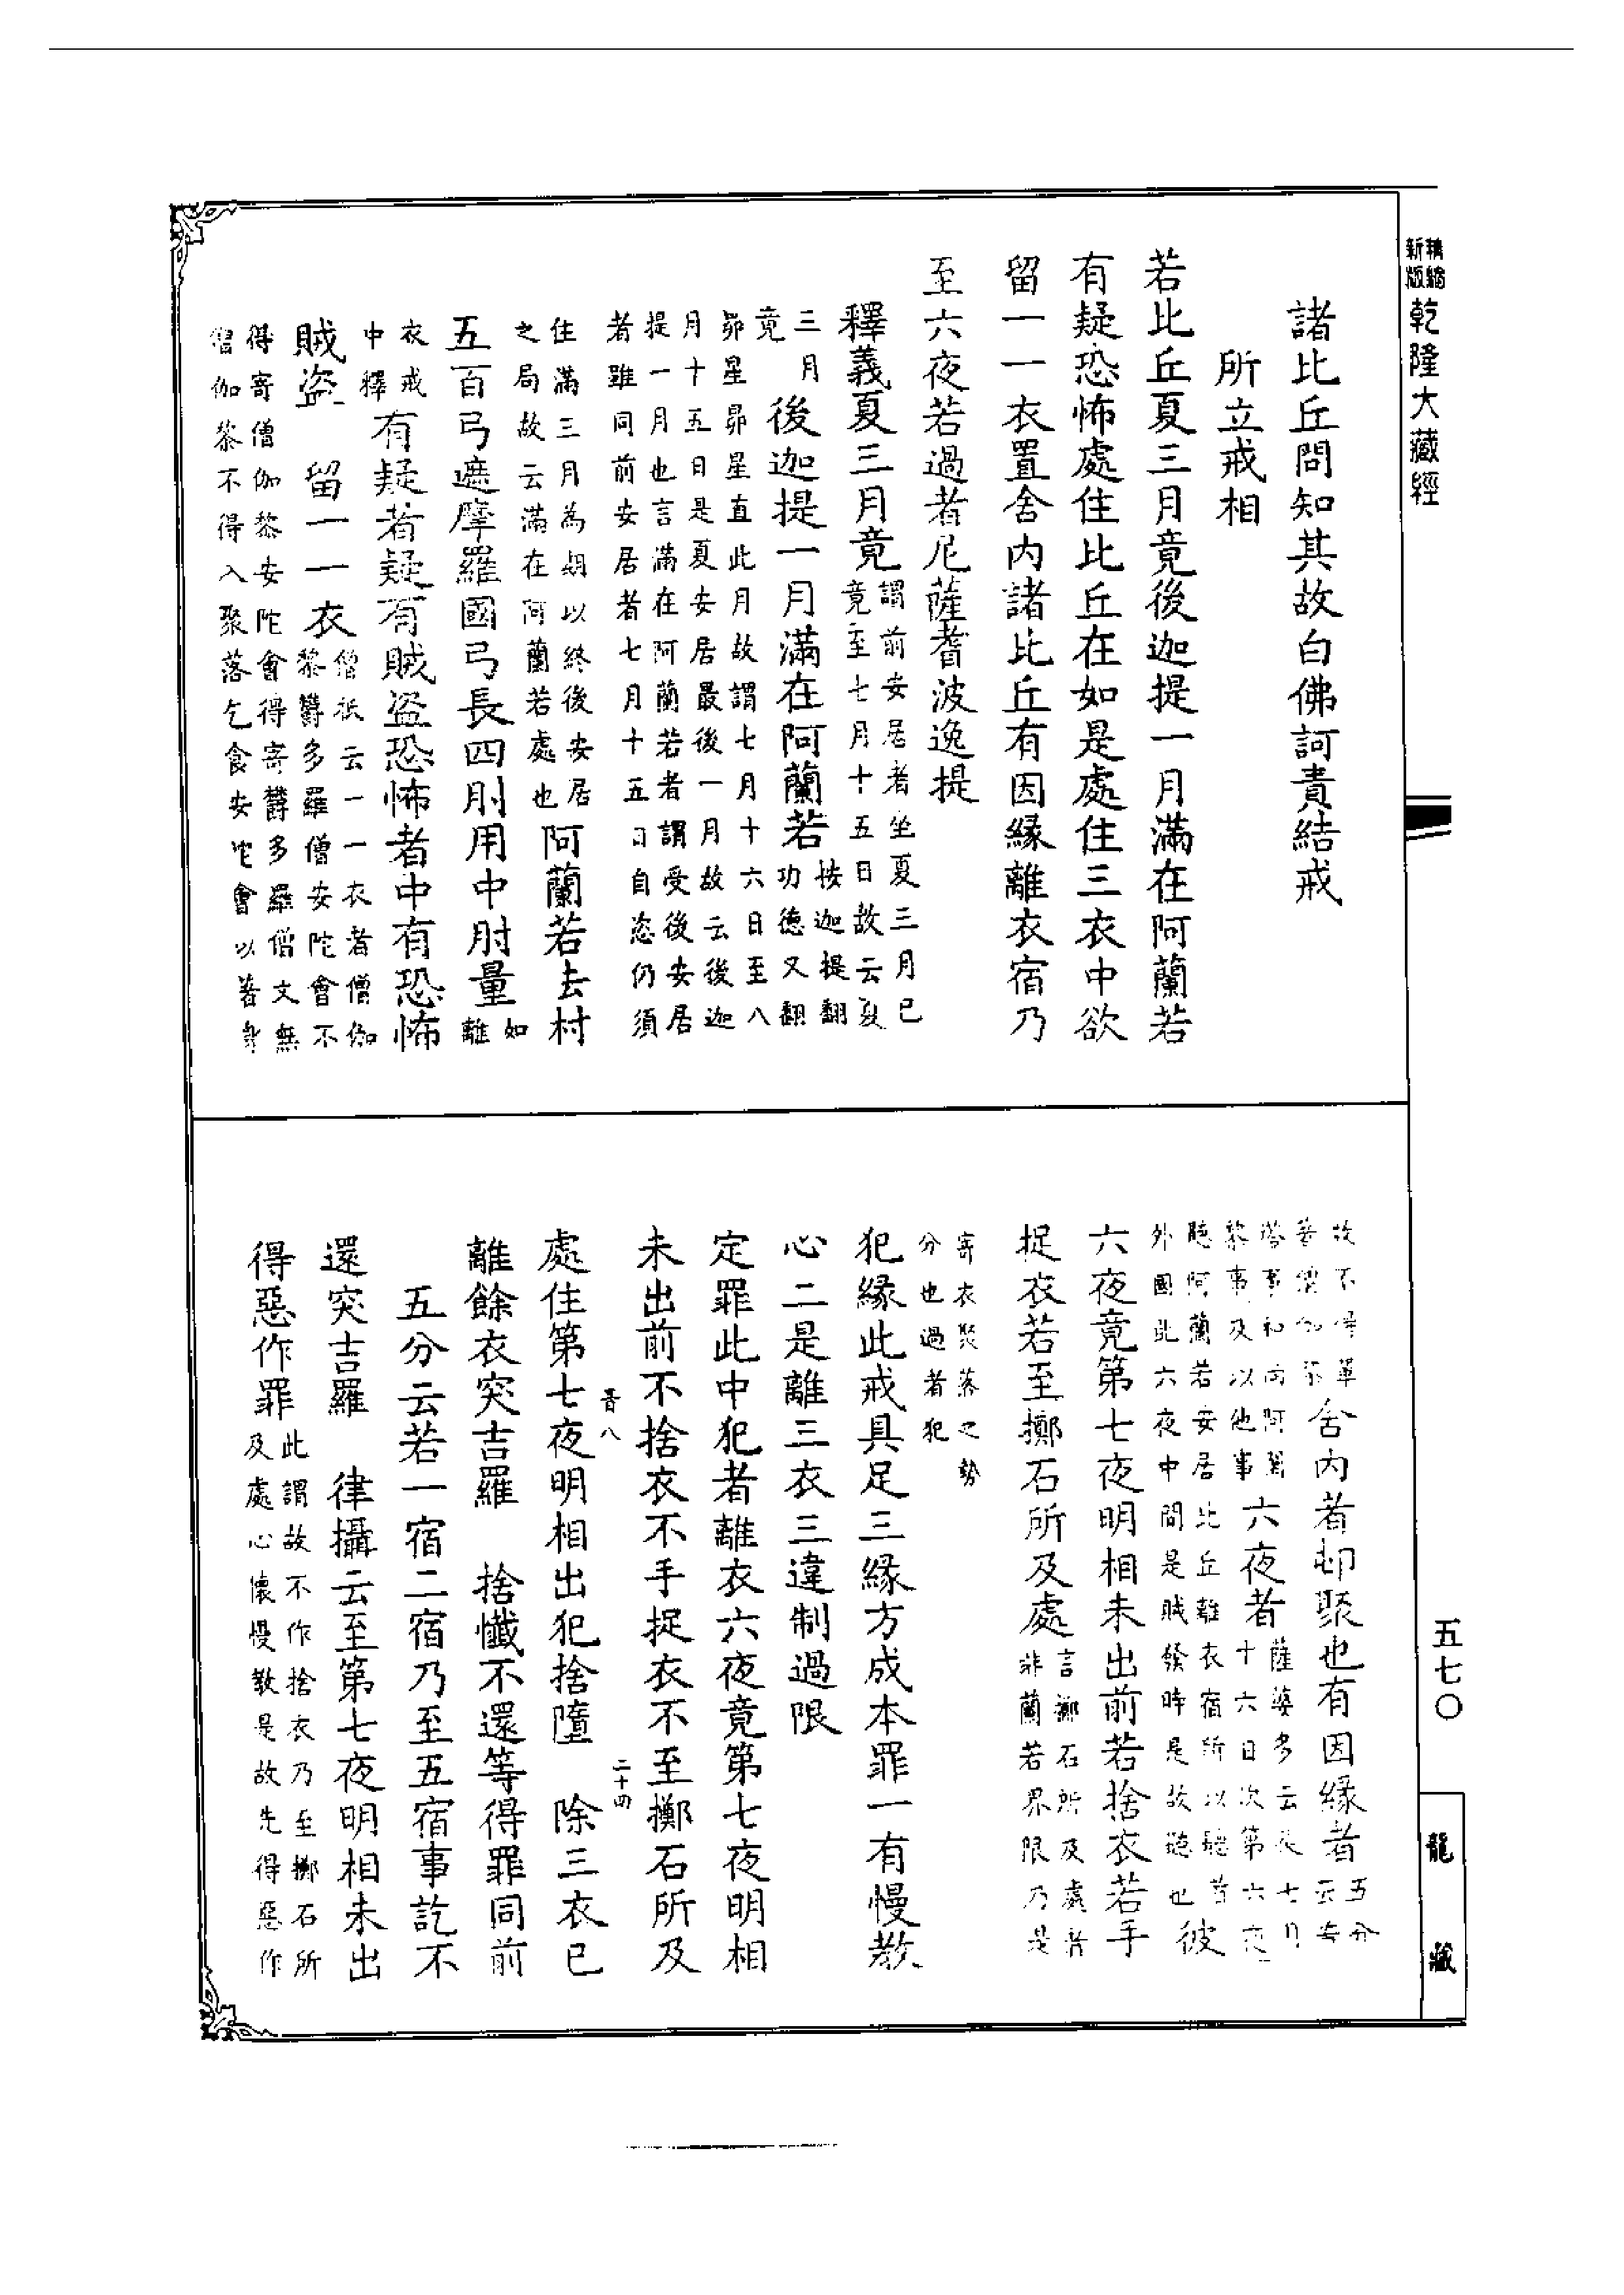 新版精縮乾隆大藏經
諸比丘問知其故白佛訶責結戒
所立戒相
若比丘夏三月竟後迦提一月滿在阿蘭若
有疑恐怖處住比丘在如是處住三衣中欲
留一一衣置舍內諸比丘有因緣離衣宿乃
至六夜若過者尼薩耆波逸提
釋義夏三月竟謂前安居者坐夏三月已竟至七月十五日故云夏
三月竟後迦提一月滿在阿蘭若按迦提翻功德又翻
昴星昴星直此月故謂七月十六日至八
月十五日是夏安居最後一月故云後迦
提一月也言滿在阿蘭若者謂受後安居
者雖同前安居者七月十五日自恣仍須
住滿三月為期以終後安居之局故云滿在阿蘭若處也阿蘭若去村
五百弓遮摩羅國弓長四肘用中肘量如離
衣戒中釋有疑者疑有賊盜恐怖者中有恐怖
賊盜 留一一衣僧祇云一一衣者僧伽黎鬱多羅僧安陀會不
得寄僧伽黎安陀會得寄鬱多羅僧文無
僧伽黎不得入聚落乞食安陀會以著身
故不得單著僧伽黎舍內者邨聚也有因緣者五分云
塔事和尚阿闍黎事及以他事六夜者薩婆多云七月十六日次第六夜
聽阿蘭若安居比丘離衣宿所以聽昔外國此六夜中間是賊發時是故聽也彼
六夜竟第七夜明相未出前若捨衣若手
捉衣若至擲石所及處言擲石所及處者非蘭若界限乃是
寄衣聚落之勢
分也過者犯
犯緣此戒具足三緣方成本罪一有慢教
心二是離三衣三違制過限
定罪此中犯者離衣六夜竟第七夜明相
未出前不捨衣不手捉衣不至擲石所及
二十四
處住第七夜明相出犯捨墮 除三衣已
離餘衣突吉羅 捨懺不還等得罪同前
五分云若一宿二宿乃至五宿事訖不
還突吉羅 律攝云至第七夜明相未出
得惡作罪此謂故不作捨衣乃至擲石所及處心懷慢教是故先得惡作
五七〇
龍藏